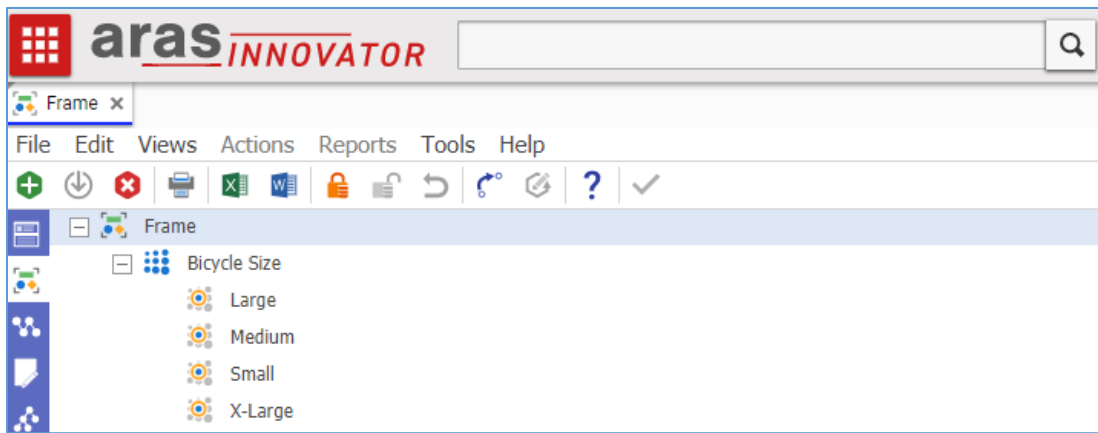 aras INNOVATOR
Frame
File Edit Views Actions Reports Tools Help
Frame
Bicycle Size
Large
Medium
Small
X-Large